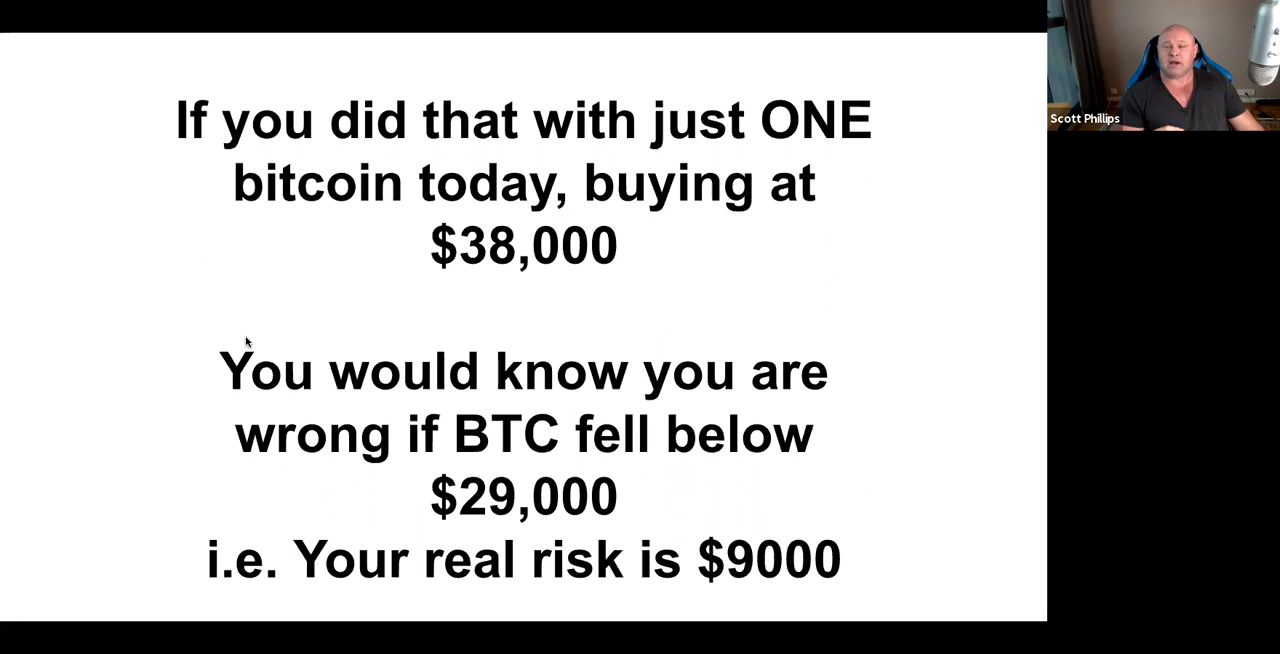 If you did that with just ONE
bitcoin today, buying at
$38,000
You would know you are
wrong if BTC fell below
$29,000
i.e. Your real risk is $9000
Scott Phillips